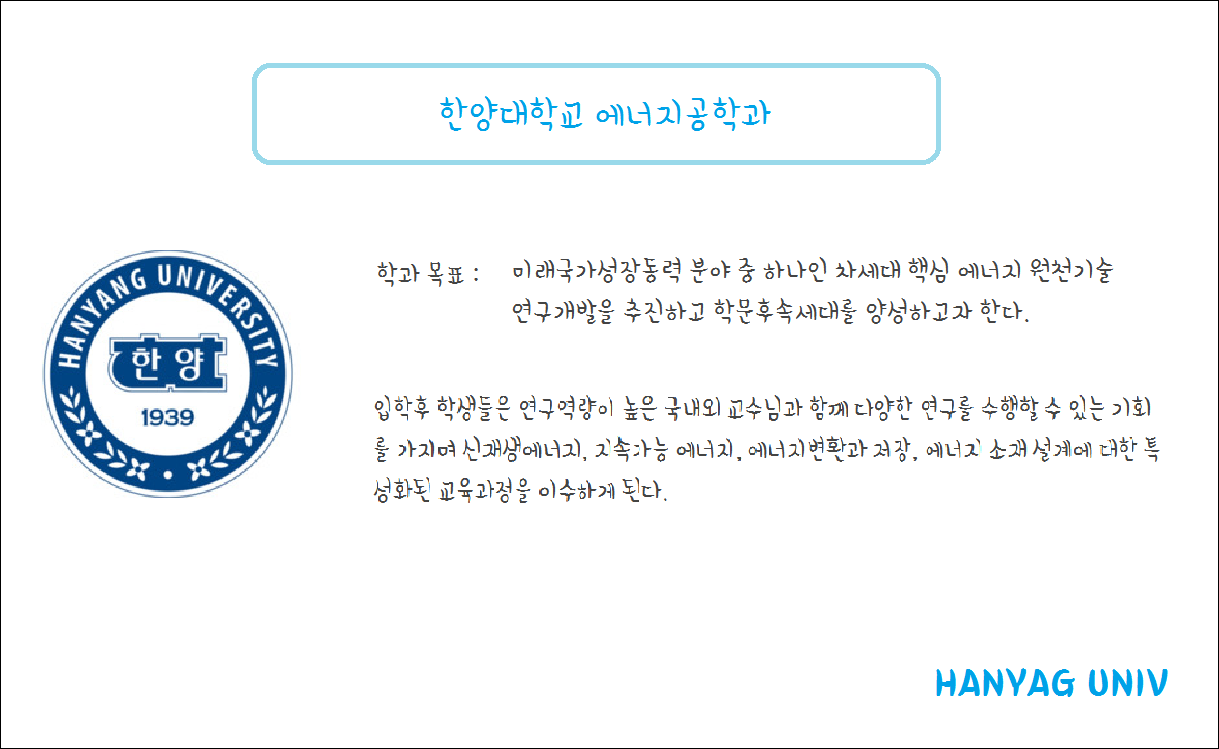 한양대학교 에너지공학과
HANYANG UNIVERSITY
한양
1939
학과 목표 : 미래국가성장동력 분야 중 하나인 차세대 핵심 에너지 원천기술
연구개발을 추진하고 학문후속세대를 양성하고자 한다.
입학후 학생들은 연구역량이 높은 국내외 교수님과 함께 다양한 연구를 수행할 수 있는 기회
를 가지며 신재생에너지, 지속가능 에너지, 에너지변환과 저장, 에너지 소재 설계에 대한 특
성화된 교육과정을 이수하게 된다.
HANYAG UNIV